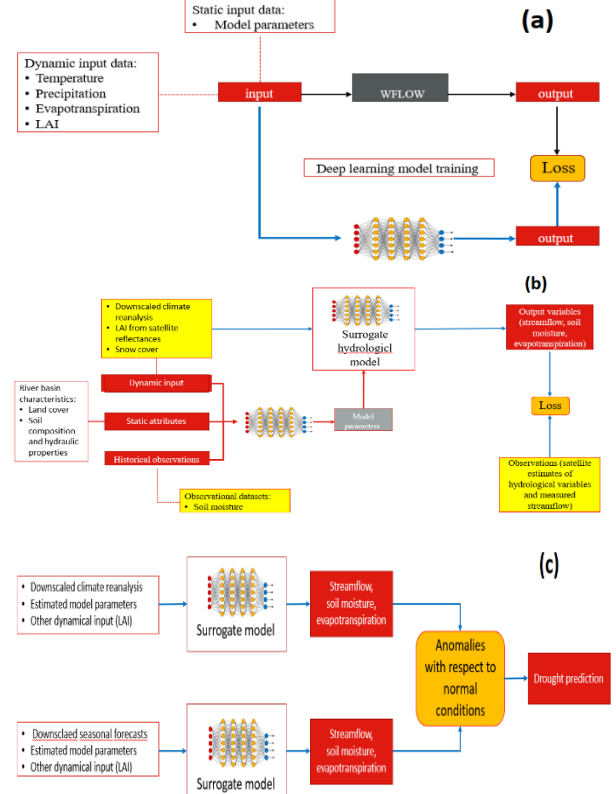 (a)
Static input data:
• Model parameters
Dynamic input data:
• Temperature
• Precipitation
• Evapotranspiration
• LAI
input
WFLOW
output
Loss
Deep learning model training
output
(b)
• Downscaled climate
reanalysis
• LAI from satellite
reflectances
• Snow cover
Surrogate
hydrologicl
model
Output variables
(streamflow, soil
moisture,
evapotranspiration)
River basin
characteristics:
• Land cover
• Soil
composition
and hydraulic
properties
Dynamic input
Static attributes
Historical observations
Model
parameters
Loss
Observational datasets:
• Soil moisture
Observations (satellite
estimates of
hydrological variables
and measured
streamflow)
(c)
• Downscaled climate reanalysis
• Estimated model parameters
• Other dynamical input (LAI)
Surrogate model
Streamflow,
soil moisture,
evapotranspiration
Anomalies
with respect to
normal
conditions
Drought prediction
• Downsclaed seasonal forecasts
• Estimated model parameters
• Other dynamical input (LAI)
Surrogate model
Streamflow,
soil moisture,
evapotranspiration